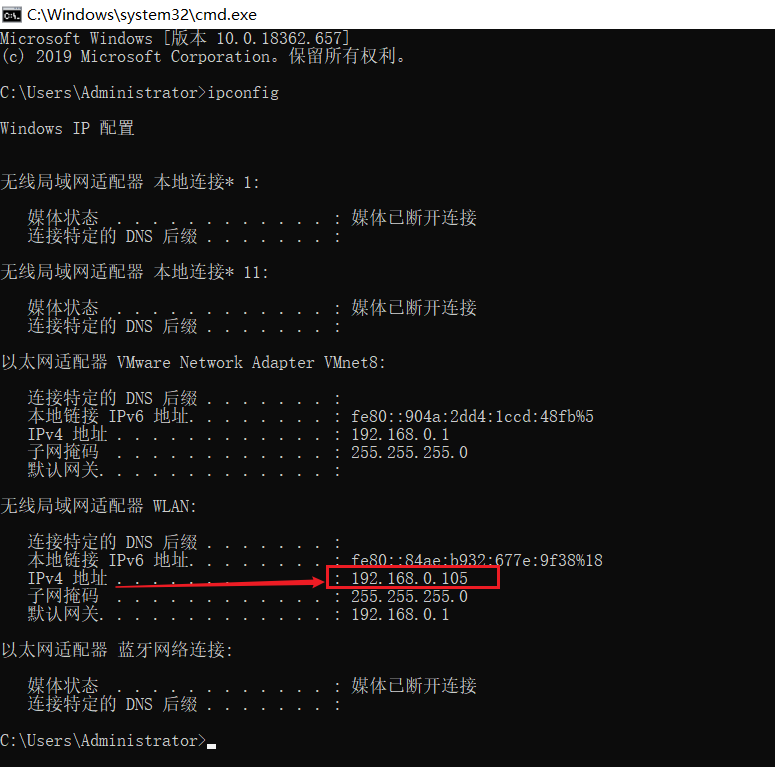 C:\Windows\system32\cmd.exe
Microsoft Windows [版本 10.0.18362.657]
(c) 2019 Microsoft Corporation。保留所有权利。
C:\Users\Administrator>ipconfig
Windows IP 配置
无线局域网适配器 本地连接* 1:
媒体状态 . . . . . . . . . . . . : 媒体已断开连接
连接特定的 DNS 后缀 . . . . . . . :
无线局域网适配器 本地连接* 11:
媒体状态 . . . . . . . . . . . . : 媒体已断开连接
连接特定的 DNS 后缀 . . . . . . . :
以太网适配器 VMware Network Adapter VMnet8:
连接特定的 DNS 后缀 . . . . . . . :
本地链接 IPv6 地址. . . . . . . . : fe80::904a:2dd4:1ccd:48fb%5
IPv4 地址 . . . . . . . . . . . . : 192.168.0.1
子网掩码 . . . . . . . . . . . . : 255.255.255.0
默认网关. . . . . . . . . . . . . :
无线局域网适配器 WLAN:
连接特定的 DNS 后缀 . . . . . . . :
本地链接 IPv6 地址. . . . . . . . : fe80::84ae:b932:677e:9f38%18
IPv4 地址 . . . . . . . . . . . . : 192.168.0.105
子网掩码 . . . . . . . . . . . . : 255.255.255.0
默认网关. . . . . . . . . . . . . : 192.168.0.1
以太网适配器 蓝牙网络连接:
媒体状态 . . . . . . . . . . . . : 媒体已断开连接
连接特定的 DNS 后缀 . . . . . . . :
C:\Users\Administrator>